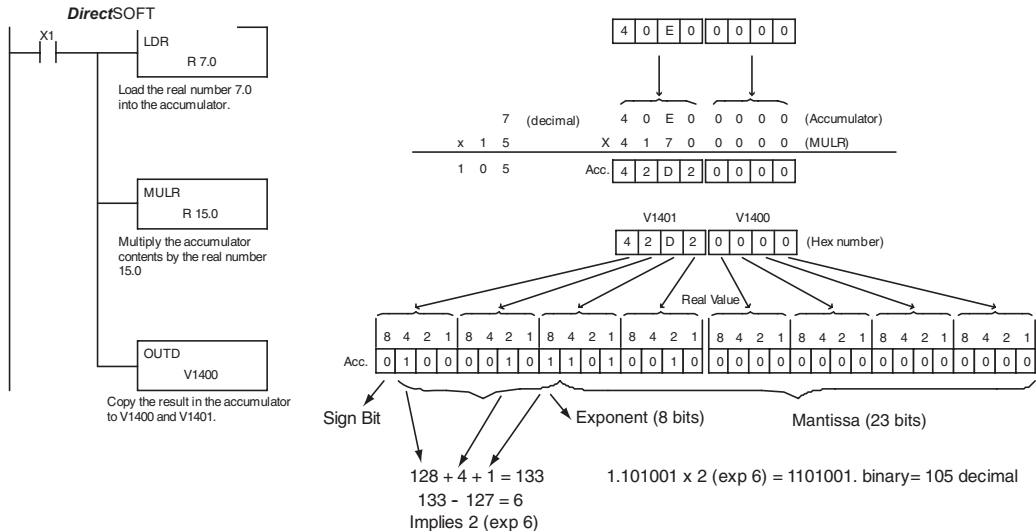 DirectSOFT
X1
LDR
R 7.0
Load the real number 7.0
into the accumulator.
MULR
R 15.0
Multiply the accumulator
contents by the real number
15.0
OUTD
V1400
Copy the result in the accumulator
to V1400 and V1401.
4 0 E 0 0 0 0 0
7 (decimal) 4 0 E 0 0 0 0 0 (Accumulator)
x 1 5 X 4 1 7 0 0 0 0 0 (MULR)
1 0 5 Acc. 4 2 D 2 0 0 0 0
V1401 V1400
4 2 D 2 0 0 0 0 (Hex number)
Real Value
8 4 2 1 8 4 2 1 8 4 2 1 8 4 2 1 8 4 2 1 8 4 2 1 8 4 2 1 8 4 2 1
Acc. 0 1 0 0 0 0 1 0 1 1 0 1 0 0 1 0 0 0 0 0 0 0 0 0 0 0 0 0 0 0 0 0
Sign Bit Exponent (8 bits) Mantissa (23 bits)
128 + 4 + 1 = 133 1.101001 x 2 (exp 6) = 1101001. binary= 105 decimal
133 - 127 = 6
Implies 2 (exp 6)